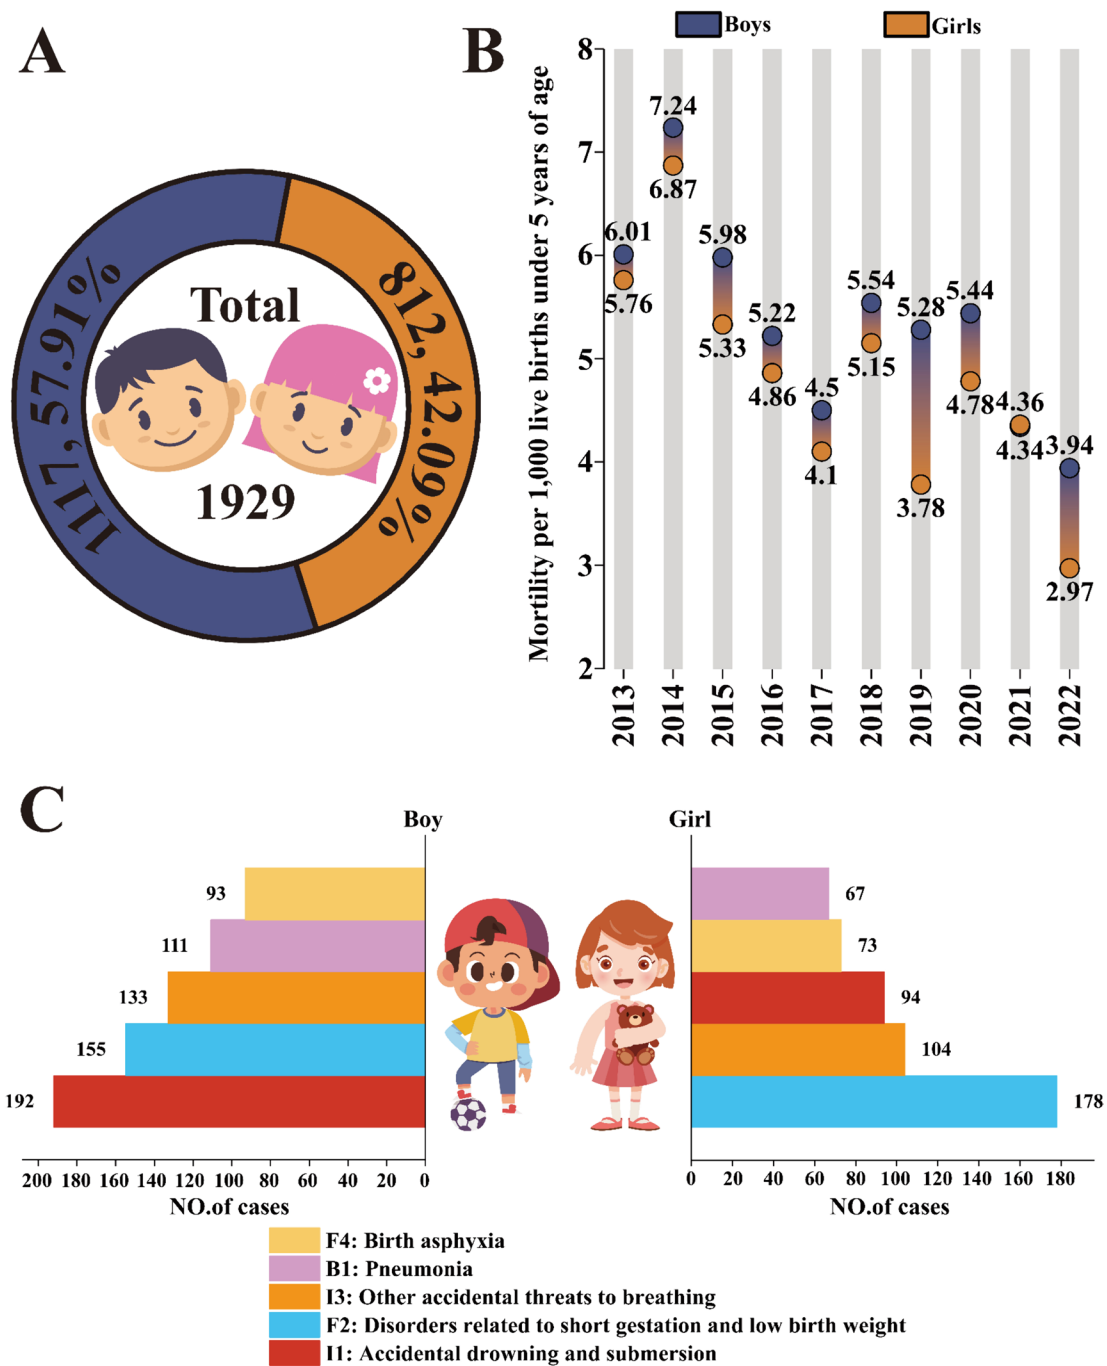 A
Total
1929
1117, 57.91%
812, 42.09%
B
Boys
Girls
Mortility per 1,000 live births under 5 years of age
8
7
6
5
4
3
2
6.01
5.76
7.24
6.87
5.98
5.33
5.22
4.86
4.5
4.1
5.54
5.15
5.28
3.78
5.44
4.78
4.36
4.34
3.94
2.97
2013 2014 2015 2016 2017 2018 2019 2020 2021 2022
C
Boy
93
111
133
155
192
200 180 160 140 120 100 80 60 40 20 0
NO.of cases
Girl
67
73
94
104
178
0 20 40 60 80 100 120 140 160 180
NO.of cases
F4: Birth asphyxia
B1: Pneumonia
I3: Other accidental threats to breathing
F2: Disorders related to short gestation and low birth weight
I1: Accidental drowning and submersion